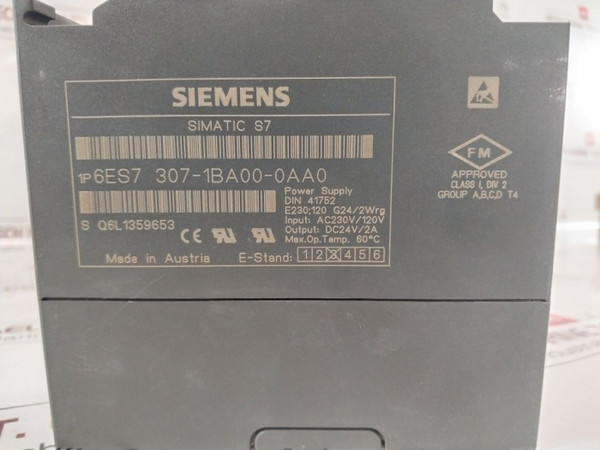 SIEMENS
SIMATIC S7
1P6ES7 307-1BA00-0AA0
S Q6L1359653
Power Supply
DIN 41752
E230;120 G24/2Wrg
Input: AC230V/120V
Output: DC24V/2A
Max.Op.Temp. 60°C
Made in Austria
E-Stand: 1 2 3 4 5 6
FM
APPROVED
CLASS I, DIV 2
GROUP A,B,C,D T4